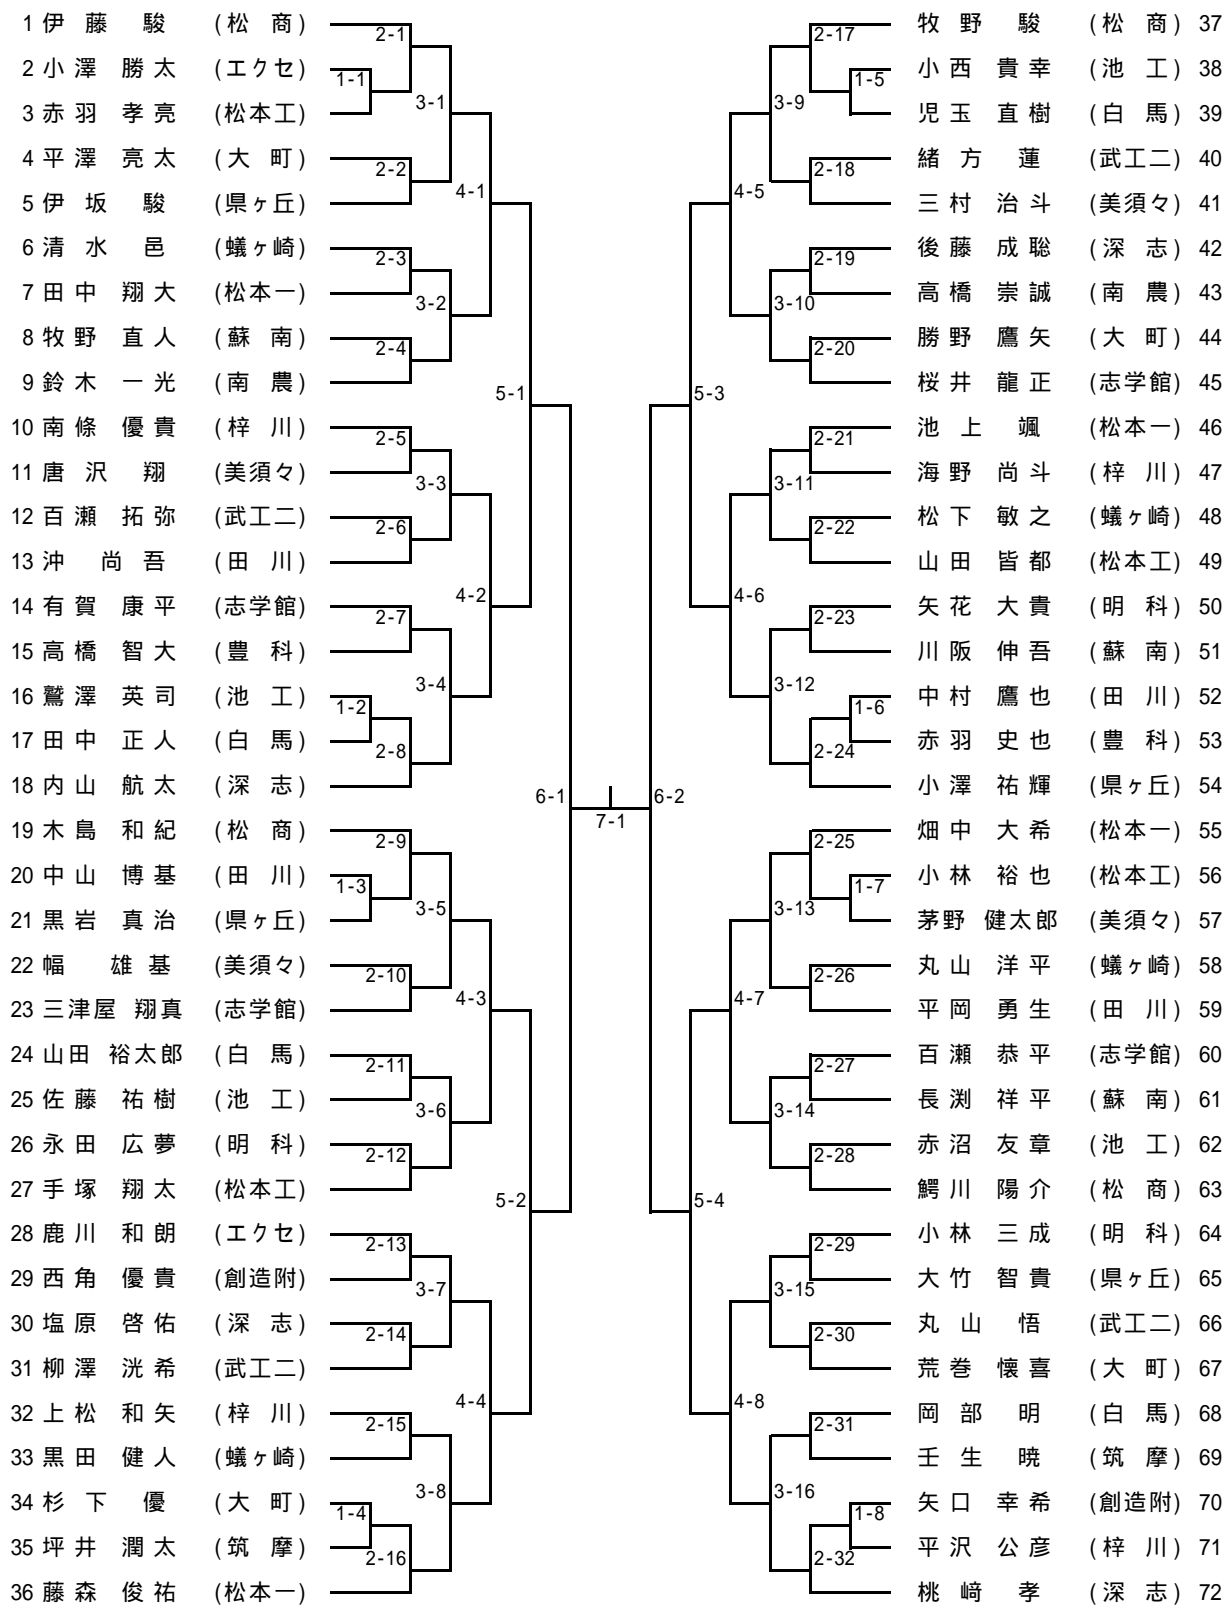 1 伊藤 駿 (松 商)
2 小澤 勝太 (エクセ)
3 赤羽 孝亮 (松本工)
4 平澤 亮太 (大 町)
5 伊坂 駿 (県ヶ丘)
6 清水 邑 (蟻ヶ崎)
7 田中 翔大 (松本一)
8 牧野 直人 (蘇 南)
9 鈴木 一光 (南 農)
10 南條 優貴 (梓 川)
11 唐沢 翔 (美須々)
12 百瀬 拓弥 (武工二)
13 沖 尚吾 (田 川)
14 有賀 康平 (志学館)
15 高橋 智大 (豊 科)
16 鷲澤 英司 (池 工)
17 田中 正人 (白 馬)
18 内山 航太 (深 志)
19 木島 和紀 (松 商)
20 中山 博基 (田 川)
21 黒岩 真治 (県ヶ丘)
22 幅 雄基 (美須々)
23 三津屋 翔真 (志学館)
24 山田 裕太郎 (白 馬)
25 佐藤 祐樹 (池 工)
26 永田 広夢 (明 科)
27 手塚 翔太 (松本工)
28 鹿川 和朗 (エクセ)
29 西角 優貴 (創造附)
30 塩原 啓佑 (深 志)
31 柳澤 洸希 (武工二)
32 上松 和矢 (梓 川)
33 黒田 健人 (蟻ヶ崎)
34 杉下 優 (大 町)
35 坪井 潤太 (筑 摩)
36 藤森 俊祐 (松本一)
1-1
1-2
1-3
1-4
2-1
2-2
2-3
2-4
2-5
2-6
2-7
2-8
2-9
2-10
2-11
2-12
2-13
2-14
2-15
2-16
3-1
3-2
3-3
3-4
3-5
3-6
3-7
3-8
4-1
4-2
4-3
4-4
5-1
5-2
6-1
7-1
6-2
5-3
5-4
4-5
4-6
4-7
4-8
3-9
3-10
3-11
3-12
3-13
3-14
3-15
3-16
2-17
2-18
2-19
2-20
2-21
2-22
2-23
2-24
2-25
2-26
2-27
2-28
2-29
2-30
2-31
2-32
1-5
1-6
1-7
1-8
牧野 駿 (松 商) 37
小西 貴幸 (池 工) 38
児玉 直樹 (白 馬) 39
緒方 蓮 (武工二) 40
三村 治斗 (美須々) 41
後藤 成聡 (深 志) 42
高橋 崇誠 (南 農) 43
勝野 鷹矢 (大 町) 44
桜井 龍正 (志学館) 45
池上 颯 (松本一) 46
海野 尚斗 (梓 川) 47
松下 敏之 (蟻ヶ崎) 48
山田 皆都 (松本工) 49
矢花 大貴 (明 科) 50
川阪 伸吾 (蘇 南) 51
中村 鷹也 (田 川) 52
赤羽 史也 (豊 科) 53
小澤 祐輝 (県ヶ丘) 54
畑中 大希 (松本一) 55
小林 裕也 (松本工) 56
茅野 健太郎 (美須々) 57
丸山 洋平 (蟻ヶ崎) 58
平岡 勇生 (田 川) 59
百瀬 恭平 (志学館) 60
長渕 祥平 (蘇 南) 61
赤沼 友章 (池 工) 62
鰐川 陽介 (松 商) 63
小林 三成 (明 科) 64
大竹 智貴 (県ヶ丘) 65
丸山 悟 (武工二) 66
荒巻 懐喜 (大 町) 67
岡部 明 (白 馬) 68
壬生 暁 (筑 摩) 69
矢口 幸希 (創造附) 70
平沢 公彦 (梓 川) 71
桃﨑 孝 (深 志) 72